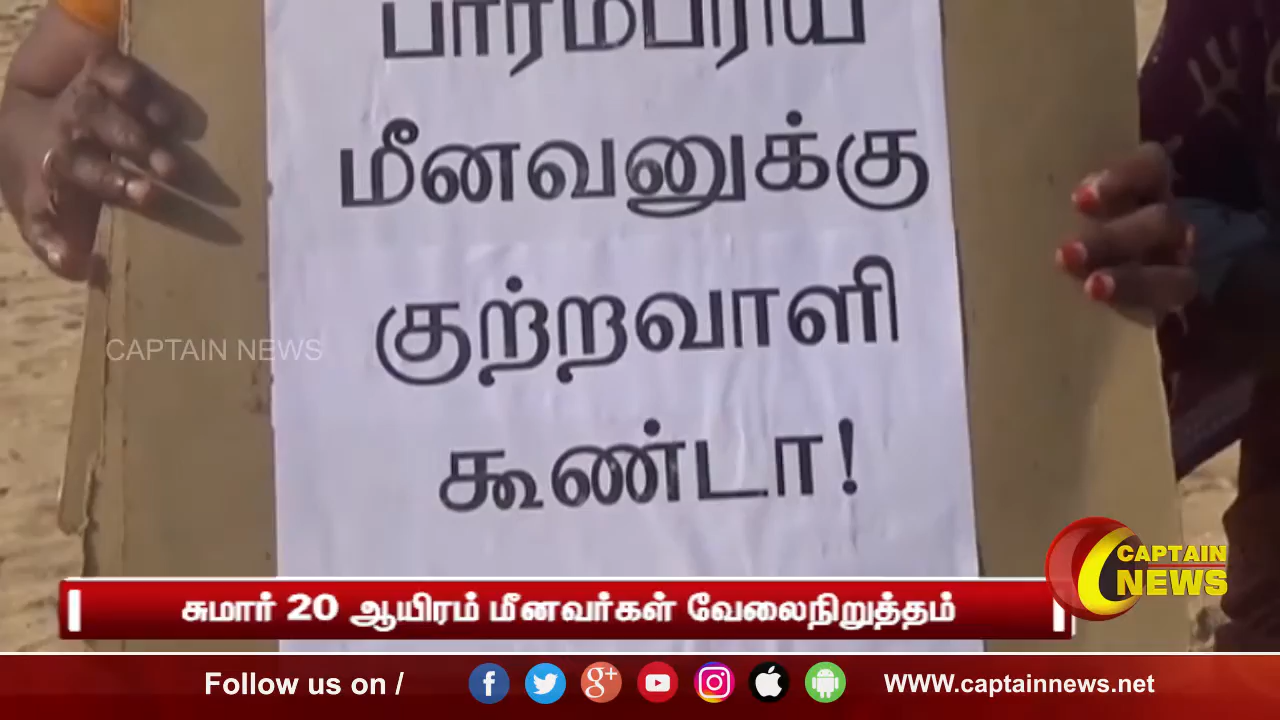 பாரம்பரிய
மீனவனுக்கு
குற்றவாளி
கூண்டா!
CAPTAIN NEWS
CAPTAIN
NEWS
சுமார் 20 ஆயிரம் மீனவர்கள் வேலைநிறுத்தம்
Follow us on / WWW.captainnews.net